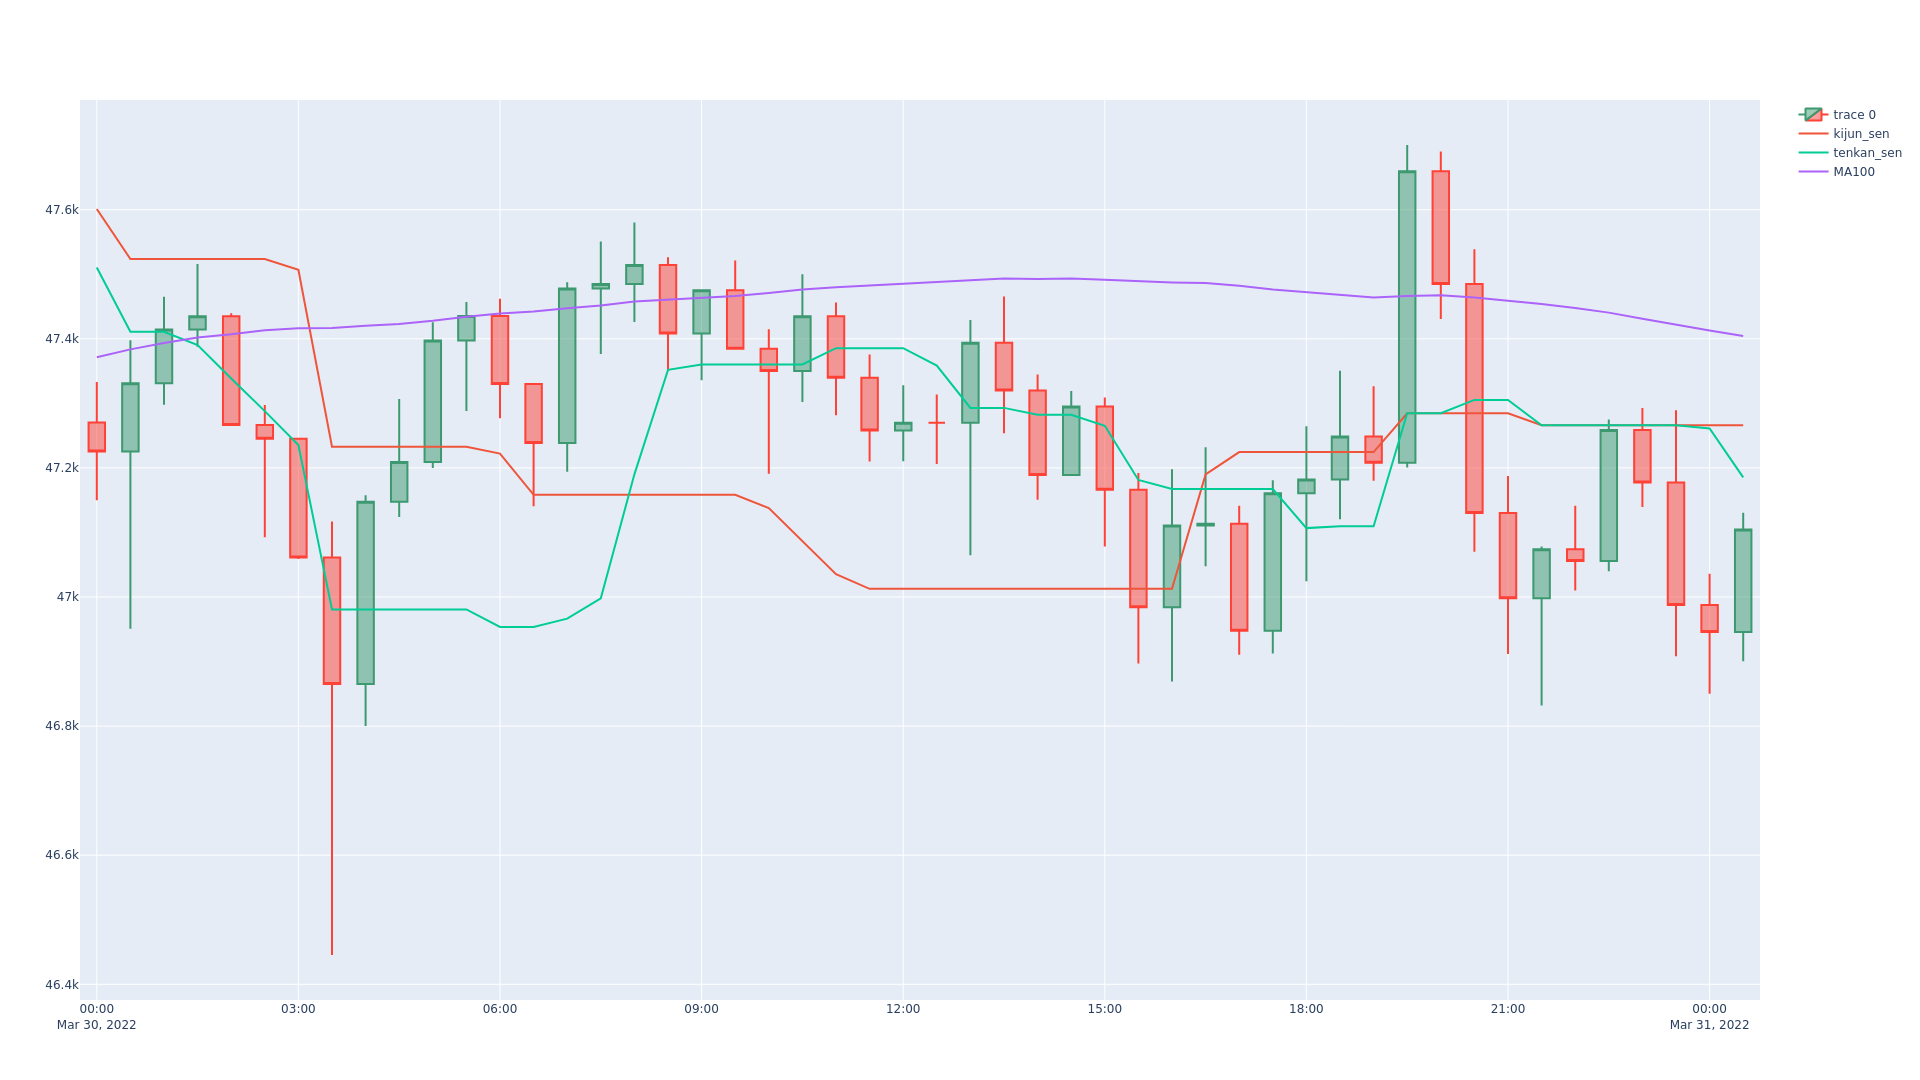 trace 0
kijun_sen
tenkan_sen
MA100
47.6k
47.4k
47.2k
47k
46.8k
46.6k
46.4k
00:00 03:00 06:00 09:00 12:00 15:00 18:00 21:00 00:00
Mar 30, 2022 Mar 31, 2022